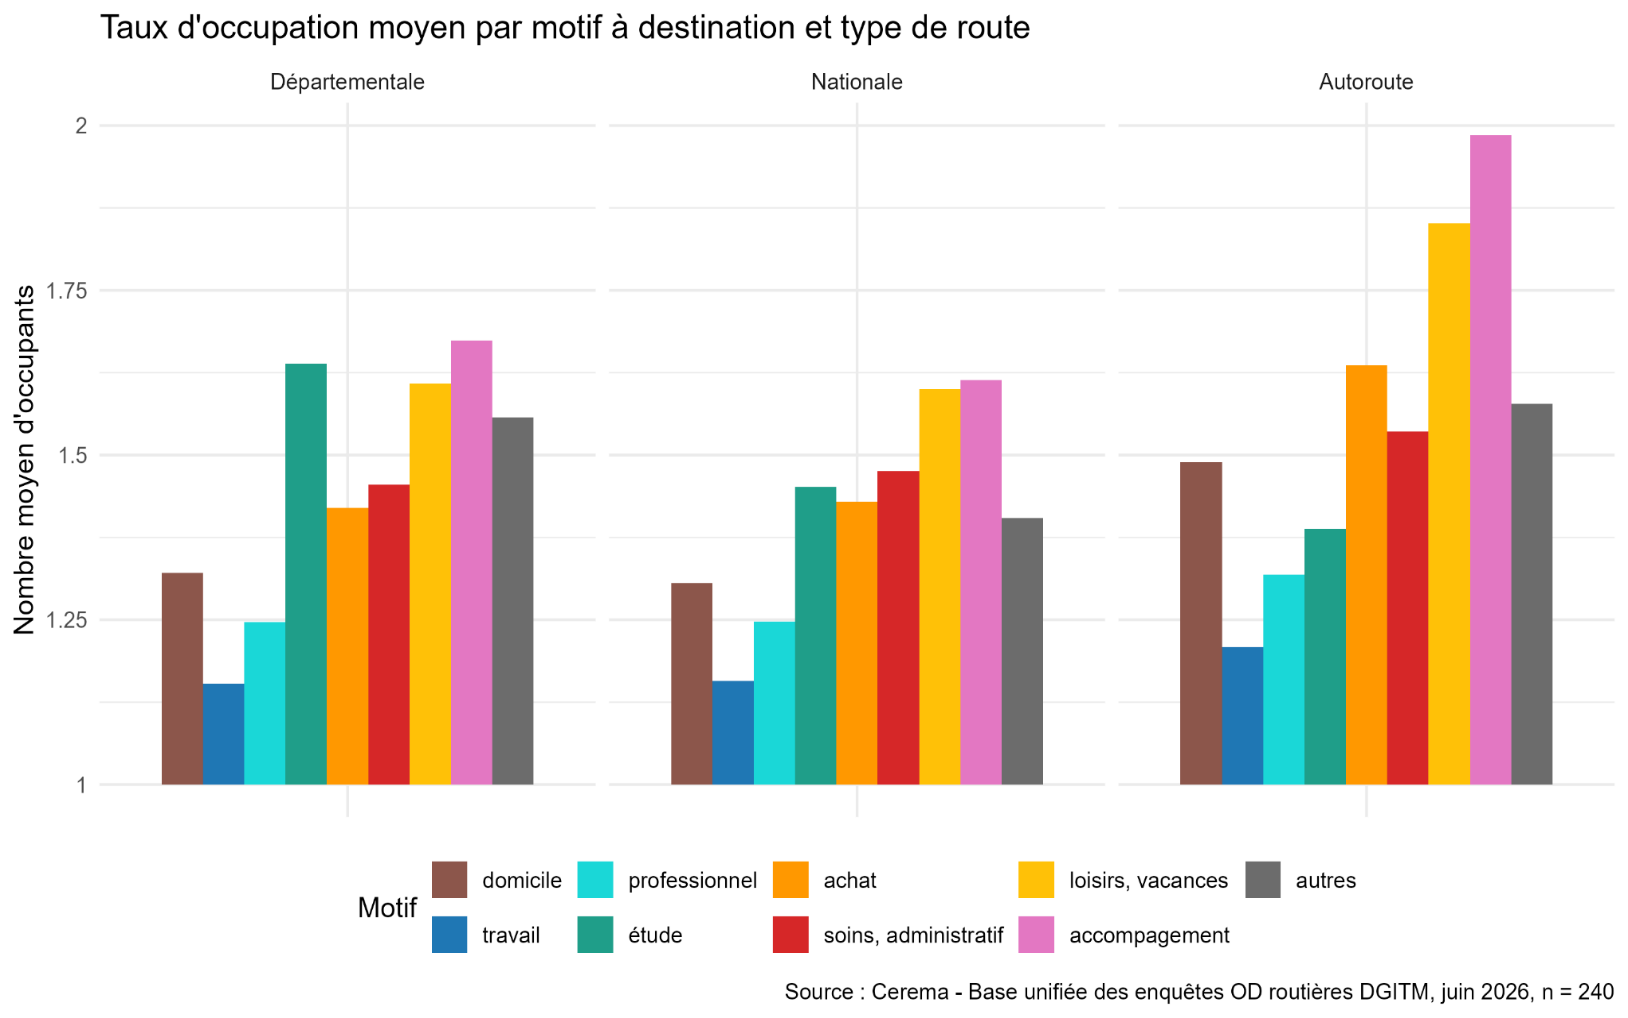 Taux d'occupation moyen par motif à destination et type de route
Départementale
Nationale
Autoroute
Nombre moyen d'occupants
2
1.75
1.5
1.25
1
Motif
domicile
professionnel
achat
loisirs, vacances
autres
travail
étude
soins, administratif
accompagement
Source : Cerema - Base unifiée des enquêtes OD routières DGITM, juin 2026, n = 240